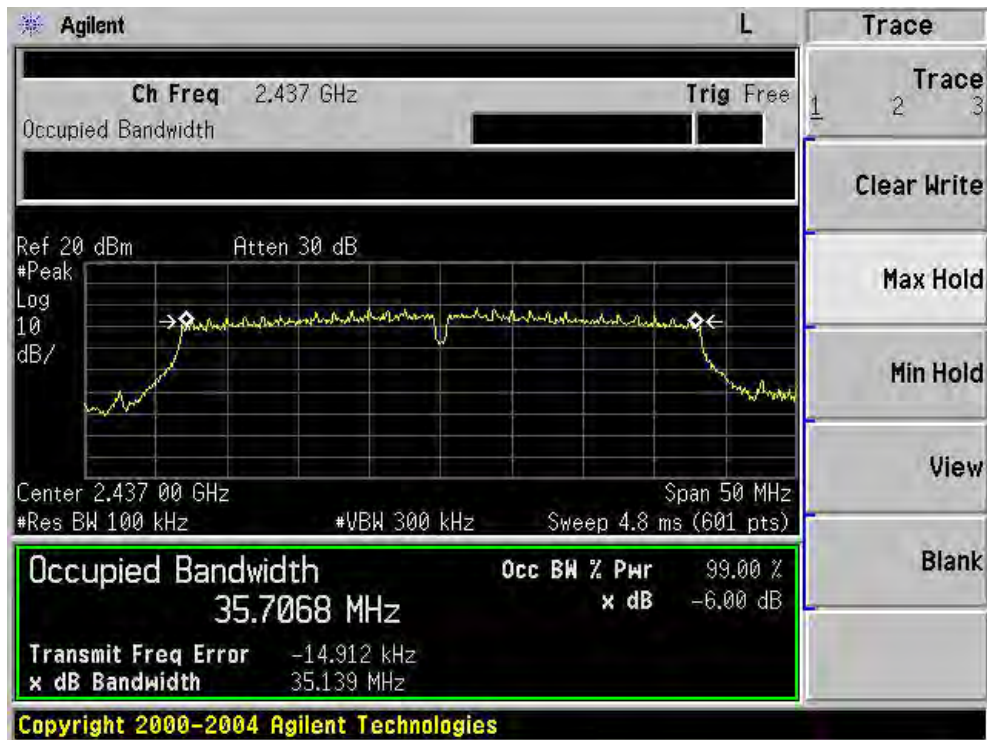 Agilent L Trace
Ch Freq 2.437 GHz Trig Free
Occupied Bandwidth
Trace
1 2 3
Clear Write
Max Hold
Min Hold
View
Blank
Ref 20 dBm Atten 30 dB
#Peak
Log
10
dB/
Center 2.437 00 GHz Span 50 MHz
#Res BW 100 kHz #VBW 300 kHz Sweep 4.8 ms (601 pts)
Occupied Bandwidth
35.7068 MHz
Occ BW % Pwr 99.00 %
x dB -6.00 dB
Transmit Freq Error -14.912 kHz
x dB Bandwidth 35.139 MHz
Copyright 2000-2004 Agilent Technologies